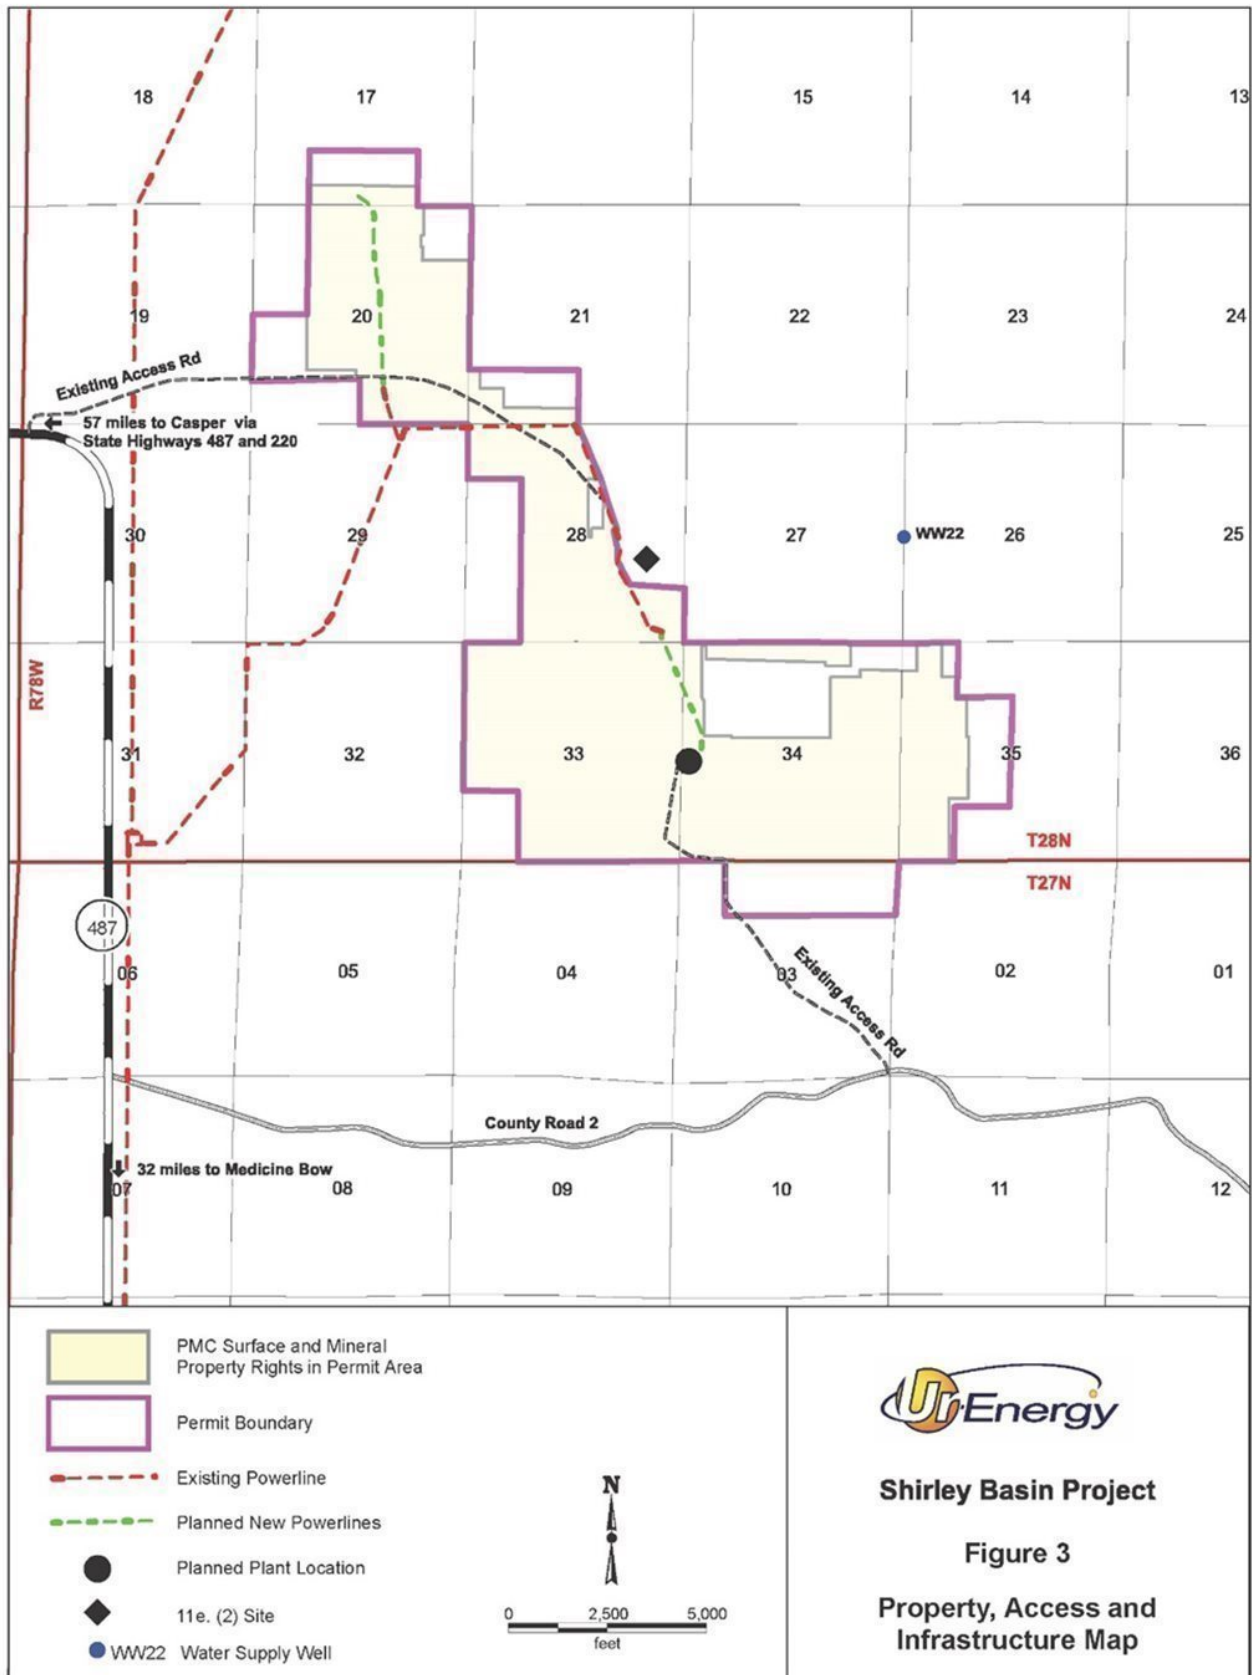 18
17
15
14
13
19
20
21
22
23
24
Existing Access Rd
57 miles to Casper via
State Highways 487 and 220
30
29
28
27
WW22
26
25
R78W
31
32
33
34
35
36
T28N
T27N
487
06
05
04
03
02
01
Existing Access Rd
County Road 2
32 miles to Medicine Bow
07
08
09
10
11
12
PMC Surface and Mineral
Property Rights in Permit Area
Permit Boundary
Existing Powerline
Planned New Powerlines
Planned Plant Location
11e. (2) Site
WW22 Water Supply Well
N
0 2,500 5,000
feet
Ur-Energy
Shirley Basin Project
Figure 3
Property, Access and
Infrastructure Map